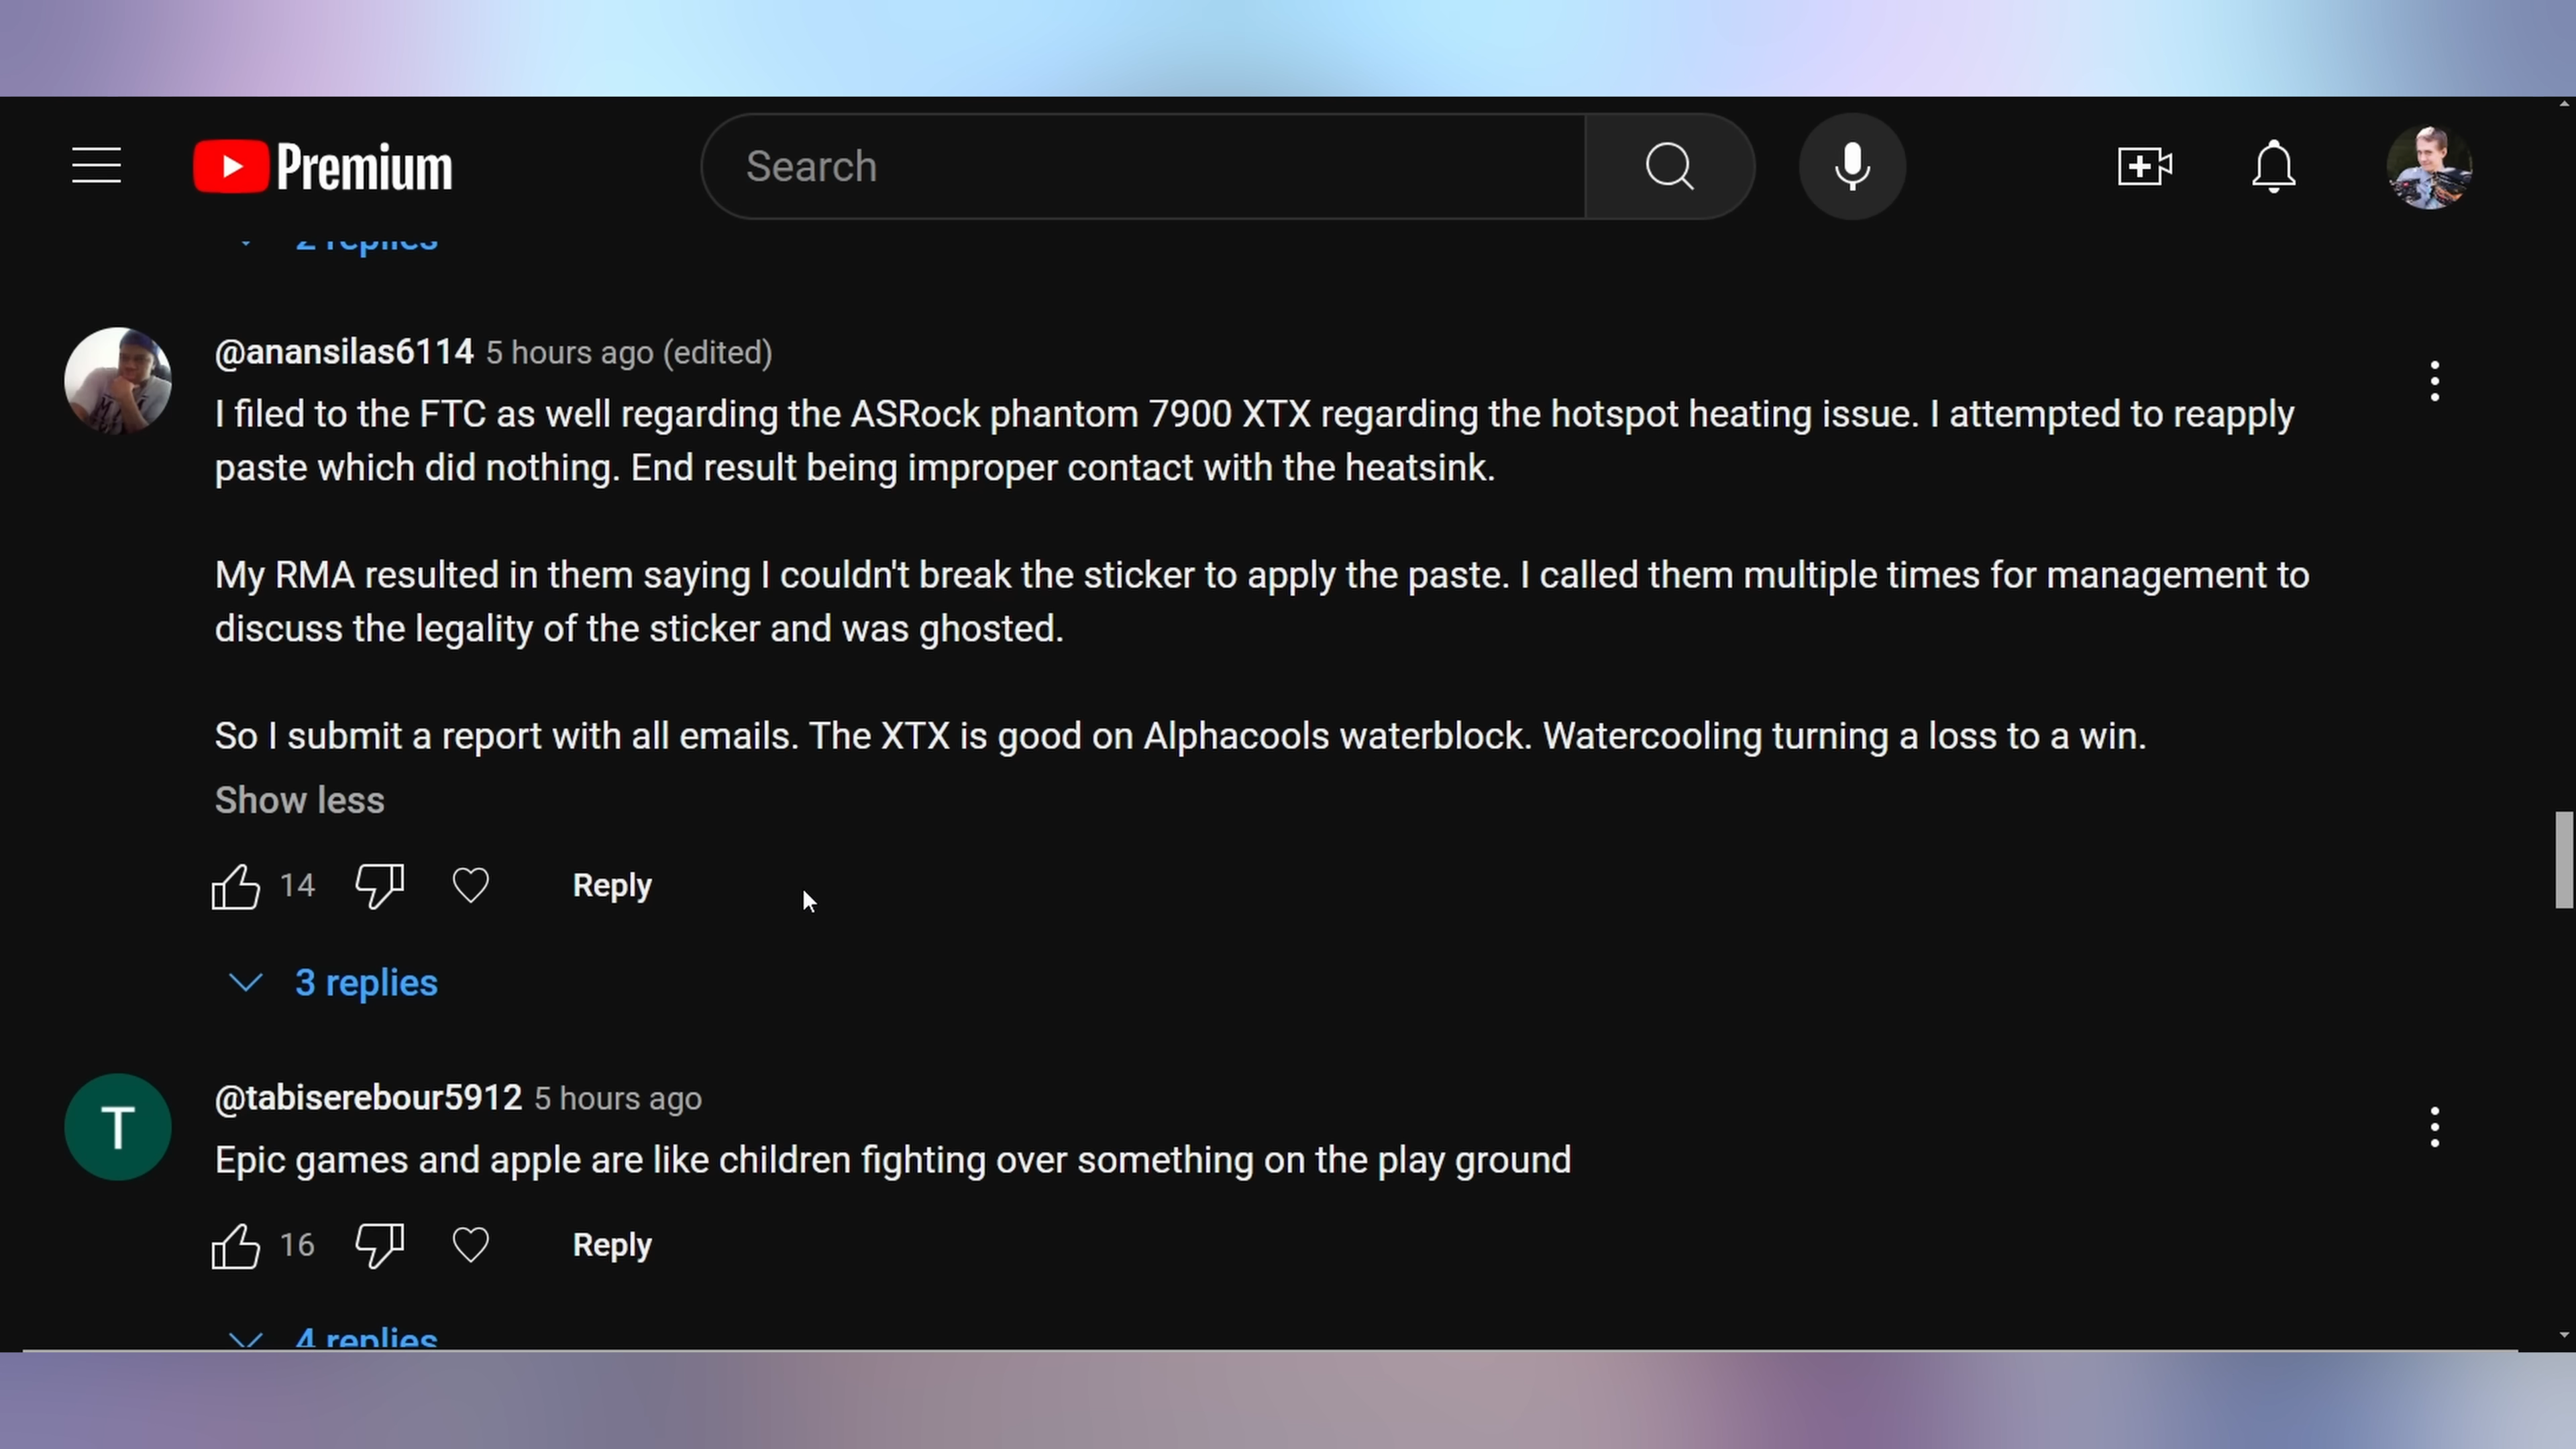 Premium
Search
2 replies
@anansilas6114 5 hours ago (edited)
I filed to the FTC as well regarding the ASRock phantom 7900 XTX regarding the hotspot heating issue. I attempted to reapply
paste which did nothing. End result being improper contact with the heatsink.
My RMA resulted in them saying I couldn't break the sticker to apply the paste. I called them multiple times for management to
discuss the legality of the sticker and was ghosted.
So I submit a report with all emails. The XTX is good on Alphacools waterblock. Watercooling turning a loss to a win.
Show less
14 Reply
3 replies
T
@tabiserebour5912 5 hours ago
Epic games and apple are like children fighting over something on the play ground
16 Reply
4 replies